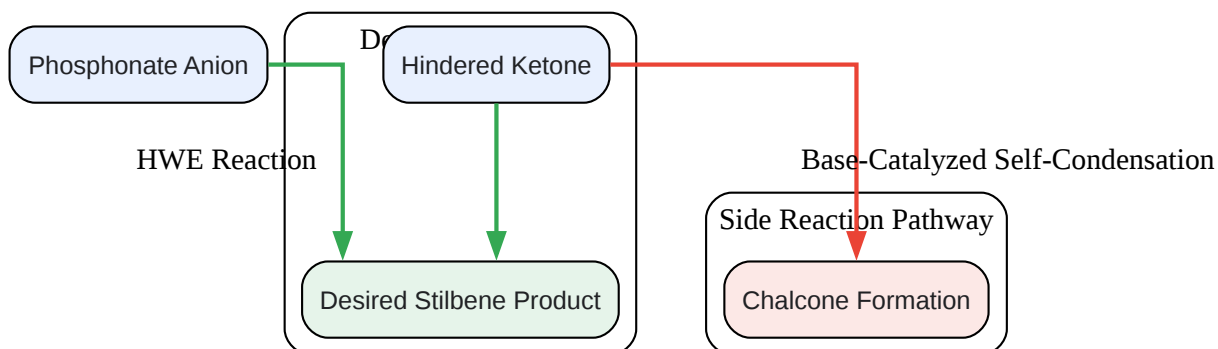 Phosphonate Anion
Hindered Ketone
HWE Reaction
Base-Catalyzed Self-Condensation
Side Reaction Pathway
Desired Stilbene Product
Chalcone Formation